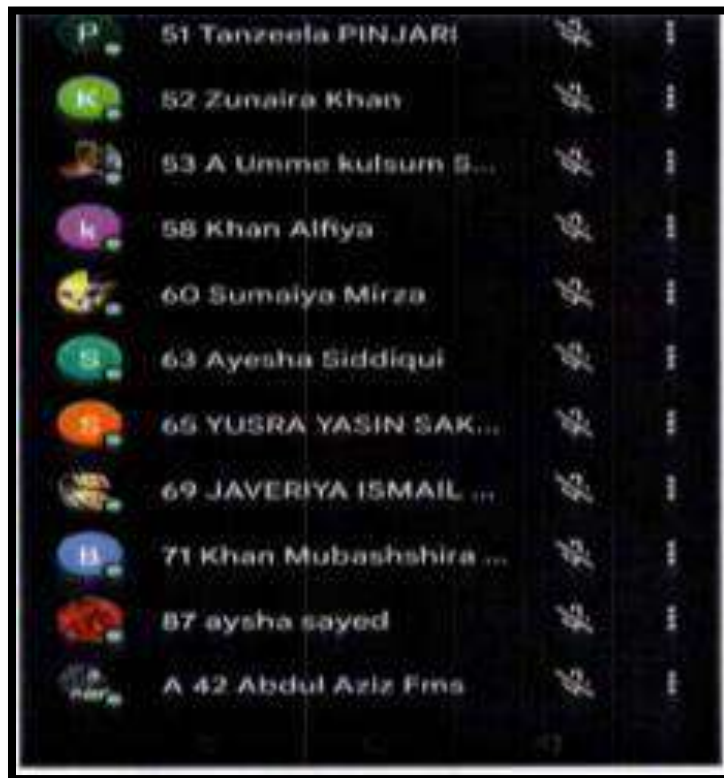 P 51 Tanzeela PINJARI
K 52 Zunaira Khan
53 A Umme kulsum S...
k 58 Khan Alfiya
60 Sumaiya Mirza
S 63 Ayesha Siddiqui
S 65 YUSRA YASIN SAK...
69 JAVERIYA ISMAIL ...
B 71 Khan Mubashshira ...
87 aysha sayed
A 42 Abdul Aziz Fms